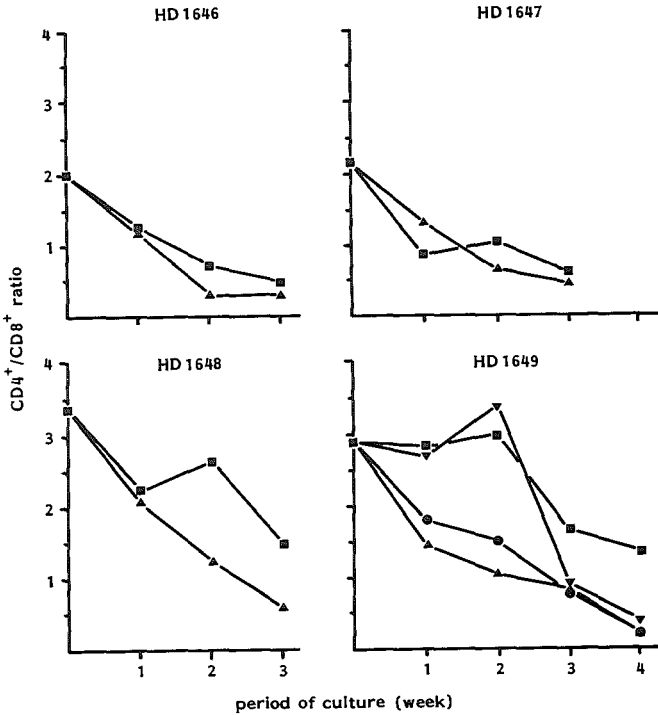 HD 1646
HD 1647
4
3
2
1
HD 1648
HD 1649
4
3
2
1
CD4⁺/CD8⁺ ratio
1 2 3
1 2 3 4
period of culture (week)